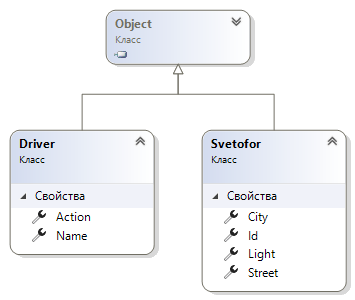 Object
Класс
Driver
Класс
Свойства
Action
Name
Svetofor
Класс
Свойства
City
Id
Light
Street